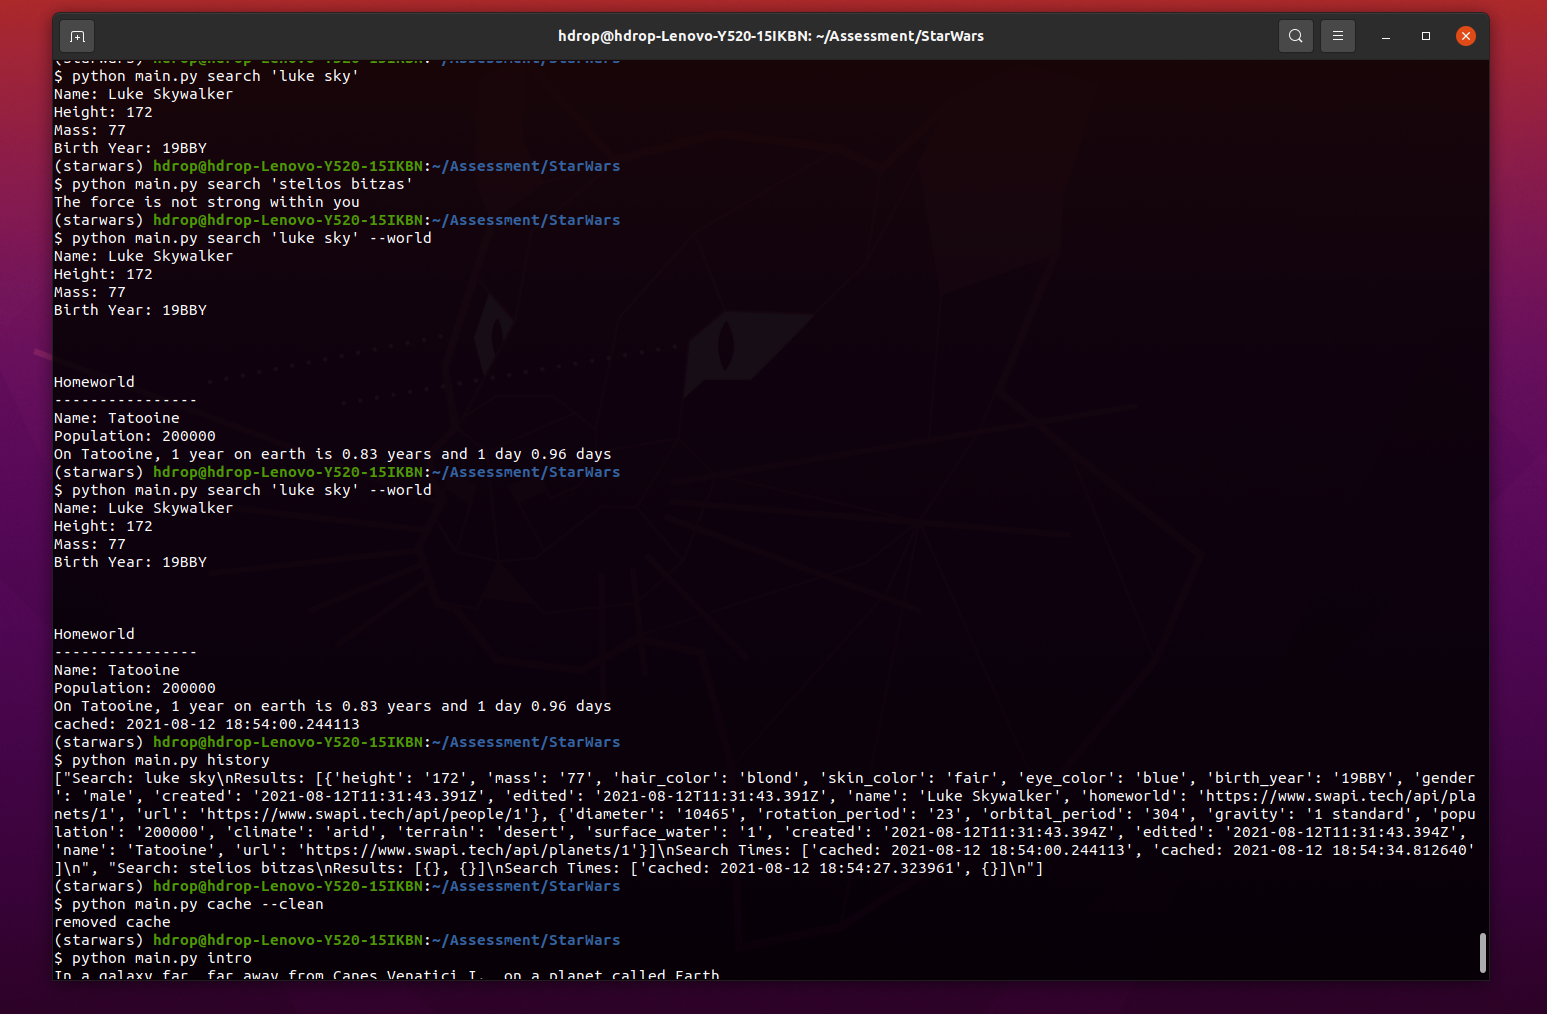 hdrop@hdrop-Lenovo-Y520-15IKBN: ~/Assessment/StarWars
(starwars) hdrop@hdrop-Lenovo-Y520-15IKBN:~/Assessment/StarWars
$ python main.py search 'luke sky'
Name: Luke Skywalker
Height: 172
Mass: 77
Birth Year: 19BBY
(starwars) hdrop@hdrop-Lenovo-Y520-15IKBN:~/Assessment/StarWars
$ python main.py search 'stelios bitzas'
The force is not strong within you
(starwars) hdrop@hdrop-Lenovo-Y520-15IKBN:~/Assessment/StarWars
$ python main.py search 'luke sky' --world
Name: Luke Skywalker
Height: 172
Mass: 77
Birth Year: 19BBY
Homeworld
----------------
Name: Tatooine
Population: 200000
On Tatooine, 1 year on earth is 0.83 years and 1 day 0.96 days
(starwars) hdrop@hdrop-Lenovo-Y520-15IKBN:~/Assessment/StarWars
$ python main.py search 'luke sky' --world
Name: Luke Skywalker
Height: 172
Mass: 77
Birth Year: 19BBY
Homeworld
----------------
Name: Tatooine
Population: 200000
On Tatooine, 1 year on earth is 0.83 years and 1 day 0.96 days
cached: 2021-08-12 18:54:00.244113
(starwars) hdrop@hdrop-Lenovo-Y520-15IKBN:~/Assessment/StarWars
$ python main.py history
["Search: luke sky\nResults: [{'height': '172', 'mass': '77', 'hair_color': 'blond', 'skin_color': 'fair', 'eye_color': 'blue', 'birth_year': '19BBY', 'gender
': 'male', 'created': '2021-08-12T11:31:43.391Z', 'edited': '2021-08-12T11:31:43.391Z', 'name': 'Luke Skywalker', 'homeworld': 'https://www.swapi.tech/api/pla
nets/1', 'url': 'https://www.swapi.tech/api/people/1'}, {'diameter': '10465', 'rotation_period': '23', 'orbital_period': '304', 'gravity': '1 standard', 'popu
lation': '200000', 'climate': 'arid', 'terrain': 'desert', 'surface_water': '1', 'created': '2021-08-12T11:31:43.394Z', 'edited': '2021-08-12T11:31:43.394Z',
'name': 'Tatooine', 'url': 'https://www.swapi.tech/api/planets/1'}]\nSearch Times: ['cached: 2021-08-12 18:54:00.244113', 'cached: 2021-08-12 18:54:34.812640'
]\n", "Search: stelios bitzas\nResults: [{}, {}]\nSearch Times: ['cached: 2021-08-12 18:54:27.323961', {}]\n"]
(starwars) hdrop@hdrop-Lenovo-Y520-15IKBN:~/Assessment/StarWars
$ python main.py cache --clean
removed cache
(starwars) hdrop@hdrop-Lenovo-Y520-15IKBN:~/Assessment/StarWars
$ python main.py intro
In a galaxy far, far away from Canes Venatici I, on a planet called Earth